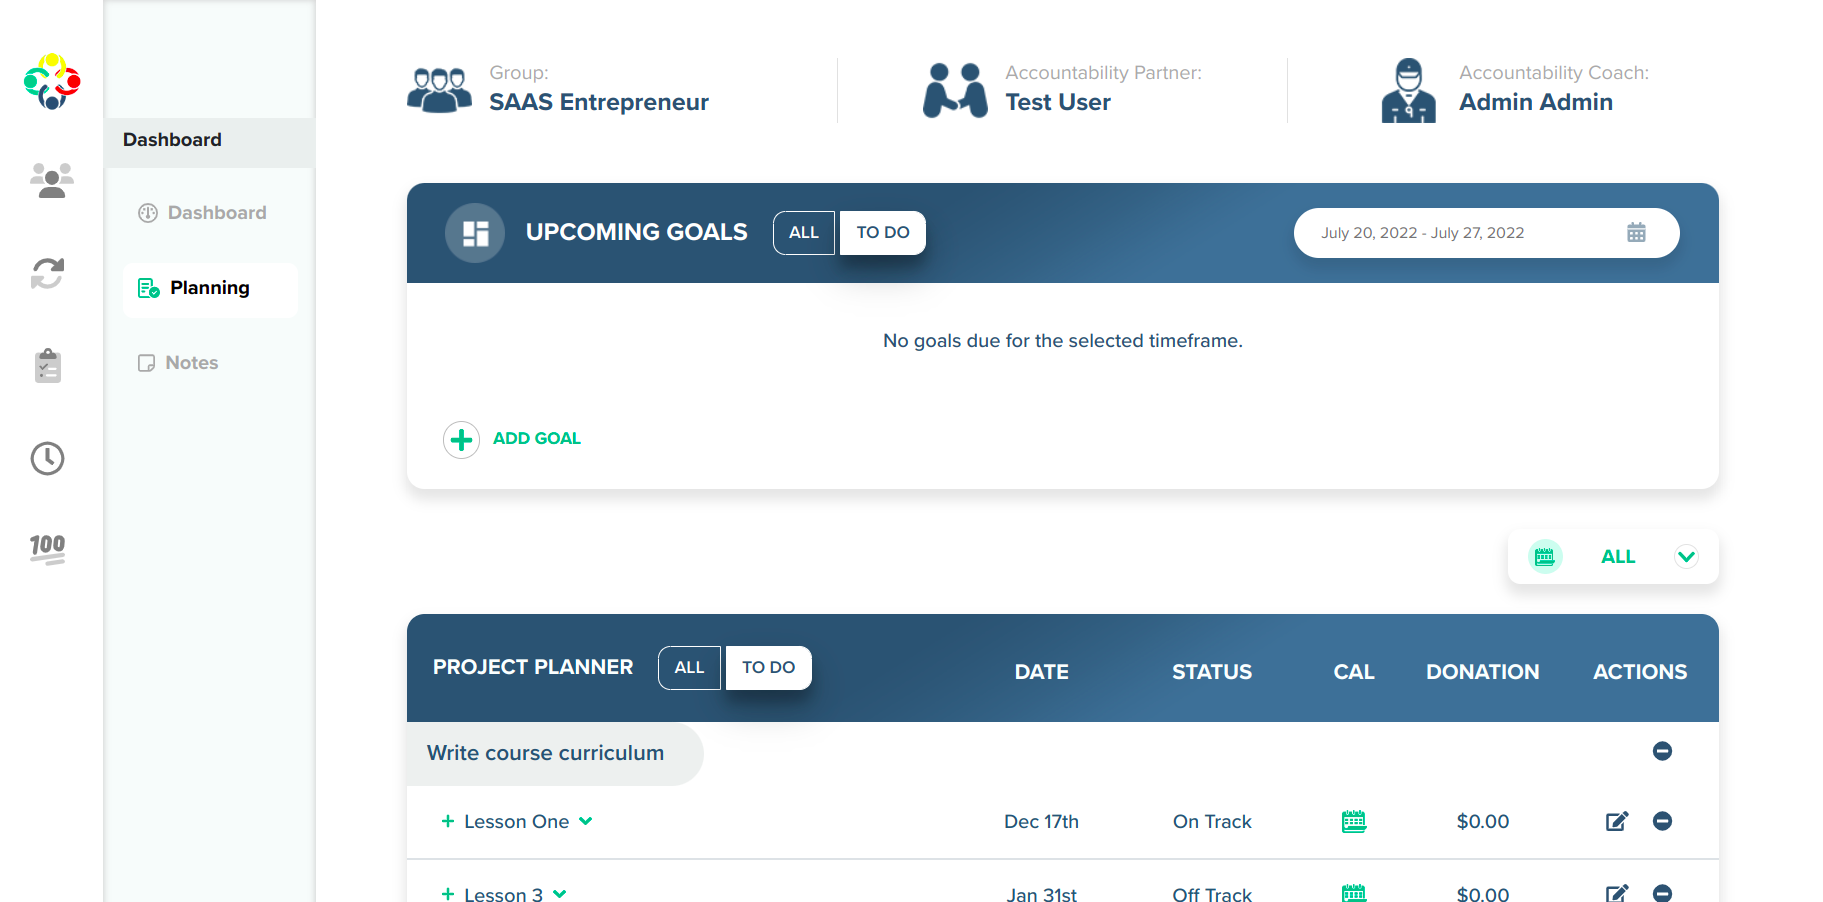 Group:
SAAS Entrepreneur
Accountability Partner:
Test User
Accountability Coach:
Admin Admin
Dashboard
Dashboard
Planning
Notes
100
UPCOMING GOALS
ALL
TO DO
July 20, 2022 - July 27, 2022
No goals due for the selected timeframe.
ADD GOAL
ALL
PROJECT PLANNER
ALL
TO DO
DATE
STATUS
CAL
DONATION
ACTIONS
Write course curriculum
Lesson One
Dec 17th
On Track
$0.00
Lesson 3
Jan 31st
Off Track
$0.00